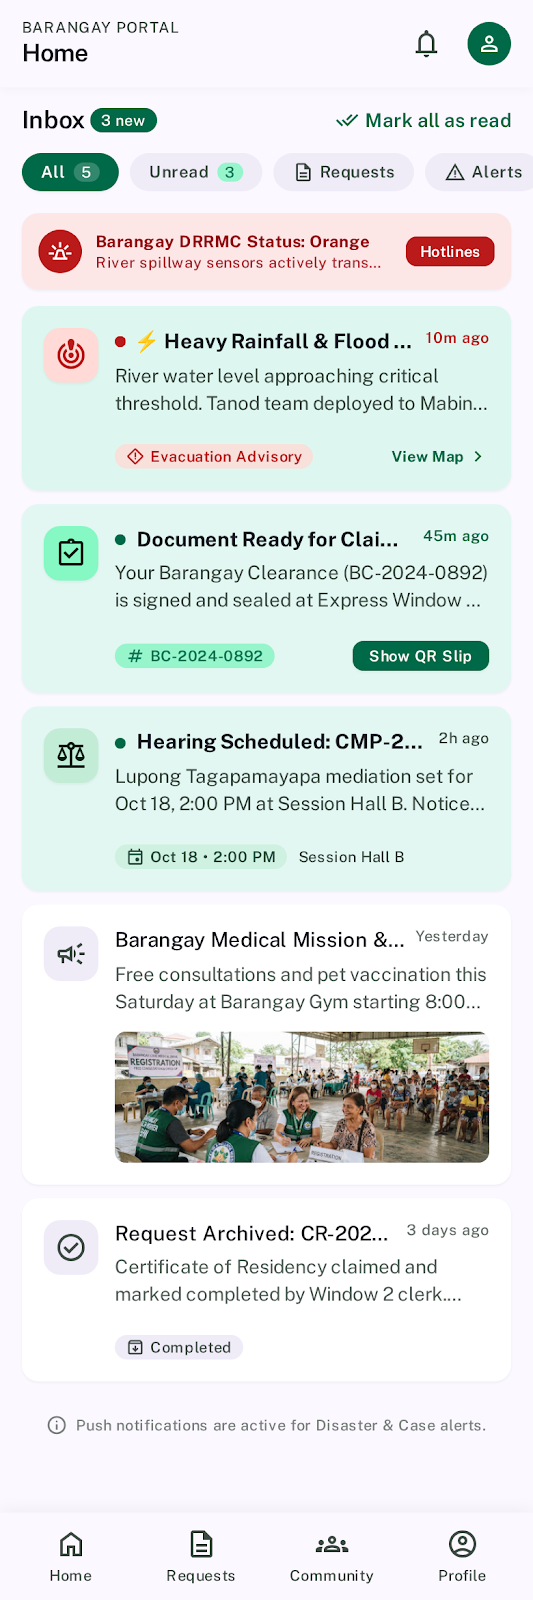 BARANGAY PORTAL
Home
Inbox
3 new
Mark all as read
All 5
Unread 3
Requests
Alerts
Barangay DRRMC Status: Orange
River spillway sensors actively trans...
Hotlines
⚡ Heavy Rainfall & Flood ...
10m ago
River water level approaching critical
threshold. Tanod team deployed to Mabin...
Evacuation Advisory
View Map
Document Ready for Clai...
45m ago
Your Barangay Clearance (BC-2024-0892)
is signed and sealed at Express Window ...
# BC-2024-0892
Show QR Slip
Hearing Scheduled: CMP-2...
2h ago
Lupong Tagapamayapa mediation set for
Oct 18, 2:00 PM at Session Hall B. Notice...
Oct 18 • 2:00 PM
Session Hall B
Barangay Medical Mission &...
Yesterday
Free consultations and pet vaccination this
Saturday at Barangay Gym starting 8:00...
REGISTRATION
REGISTRATION
Request Archived: CR-202...
3 days ago
Certificate of Residency claimed and
marked completed by Window 2 clerk....
Completed
Push notifications are active for Disaster & Case alerts.
Home
Requests
Community
Profile